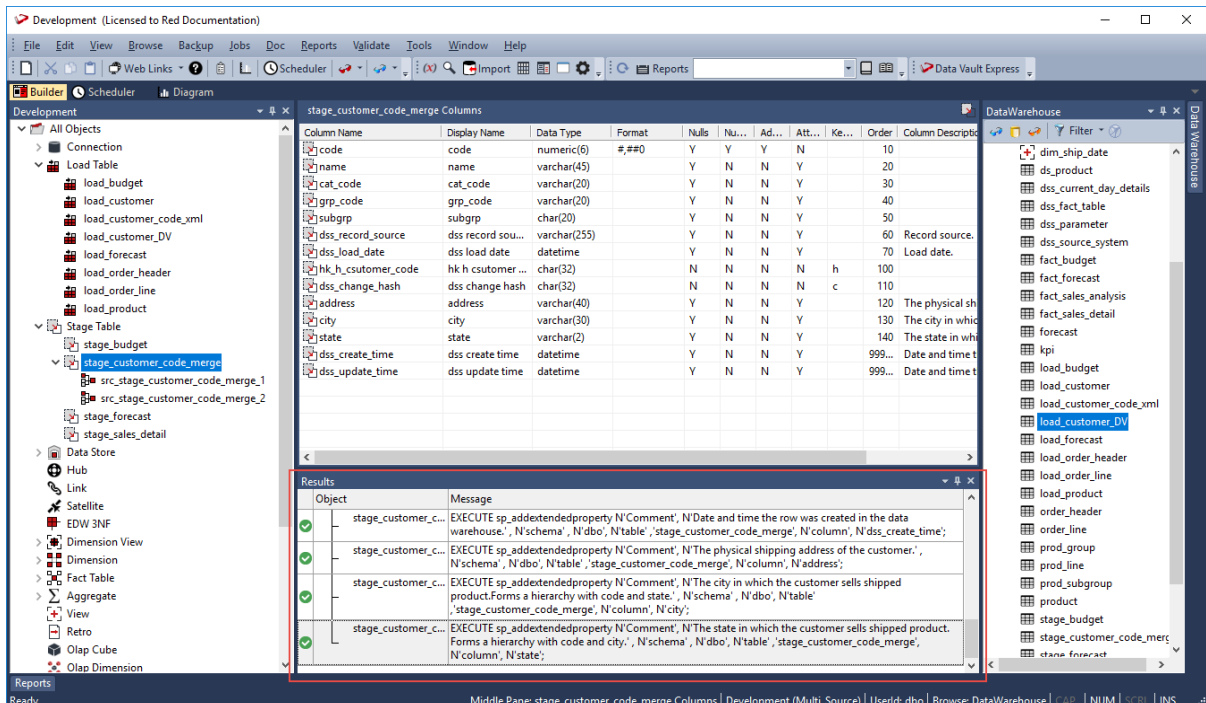 Development (Licensed to Red Documentation)
File Edit View Browse Backup Jobs Doc Reports Validate Tools Window Help
Web Links Scheduler Import Reports Data Vault Express
Builder Scheduler Diagram
Development
All Objects
Connection
Load Table
load_budget
load_customer
load_customer_code_xml
load_customer_DV
load_forecast
load_order_header
load_order_line
load_product
Stage Table
stage_budget
stage_customer_code_merge
src_stage_customer_code_merge_1
src_stage_customer_code_merge_2
stage_forecast
stage_sales_detail
Data Store
Hub
Link
Satellite
EDW 3NF
Dimension View
Dimension
Fact Table
Aggregate
View
Retro
Olap Cube
Olap Dimension
stage_customer_code_merge Columns
Column Name Display Name Data Type Format Nulls Nu... Ad... Att... Ke... Order Column Descriptio
code code numeric(6) #,##0 Y Y Y N 10
name name varchar(45) Y N N Y 20
cat_code cat_code varchar(20) Y N N Y 30
grp_code grp_code varchar(20) Y N N Y 40
subgrp subgrp char(20) Y N N Y 50
dss_record_source dss record sou... varchar(255) Y N N Y 60 Record source.
dss_load_date dss load date datetime Y N N Y 70 Load date.
hk_h_csutomer_code hk h csutomer ... char(32) N N N N h 100
dss_change_hash dss change hash char(32) N N N N c 110
address address varchar(40) Y N N Y 120 The physical sh
city city varchar(30) Y N N Y 130 The city in whic
state state varchar(2) Y N N Y 140 The state in whi
dss_create_time dss create time datetime Y N N Y 999... Date and time t
dss_update_time dss update time datetime Y N N Y 999... Date and time t
Results
Object Message
stage_customer_c... EXECUTE sp_addextendedproperty N'Comment', N'Date and time the row was created in the data
warehouse.' , N'schema' , N'dbo', N'table' ,'stage_customer_code_merge', N'column', N'dss_create_time';
stage_customer_c... EXECUTE sp_addextendedproperty N'Comment', N'The physical shipping address of the customer.' ,
N'schema' , N'dbo', N'table' ,'stage_customer_code_merge', N'column', N'address';
stage_customer_c... EXECUTE sp_addextendedproperty N'Comment', N'The city in which the customer sells shipped
product.Forms a hierarchy with code and state.' , N'schema' , N'dbo', N'table'
,'stage_customer_code_merge', N'column', N'city';
stage_customer_c... EXECUTE sp_addextendedproperty N'Comment', N'The state in which the customer sells shipped product.
Forms a hierarchy with code and city.' , N'schema' , N'dbo', N'table' ,'stage_customer_code_merge',
N'column', N'state';
DataWarehouse
Filter
dim_ship_date
ds_product
dss_current_day_details
dss_fact_table
dss_parameter
dss_source_system
fact_budget
fact_forecast
fact_sales_analysis
fact_sales_detail
forecast
kpi
load_budget
load_customer
load_customer_code_xml
load_customer_DV
load_forecast
load_order_header
load_order_line
load_product
order_header
order_line
prod_group
prod_line
prod_subgroup
product
stage_budget
stage_customer_code_merg
stage_forecast
Data Warehouse
Reports
Ready Middle Pane: stage_customer_code_merge Columns Development (Multi_Source) UserId: dbo Browse: DataWarehouse CAP NUM SCRL INS